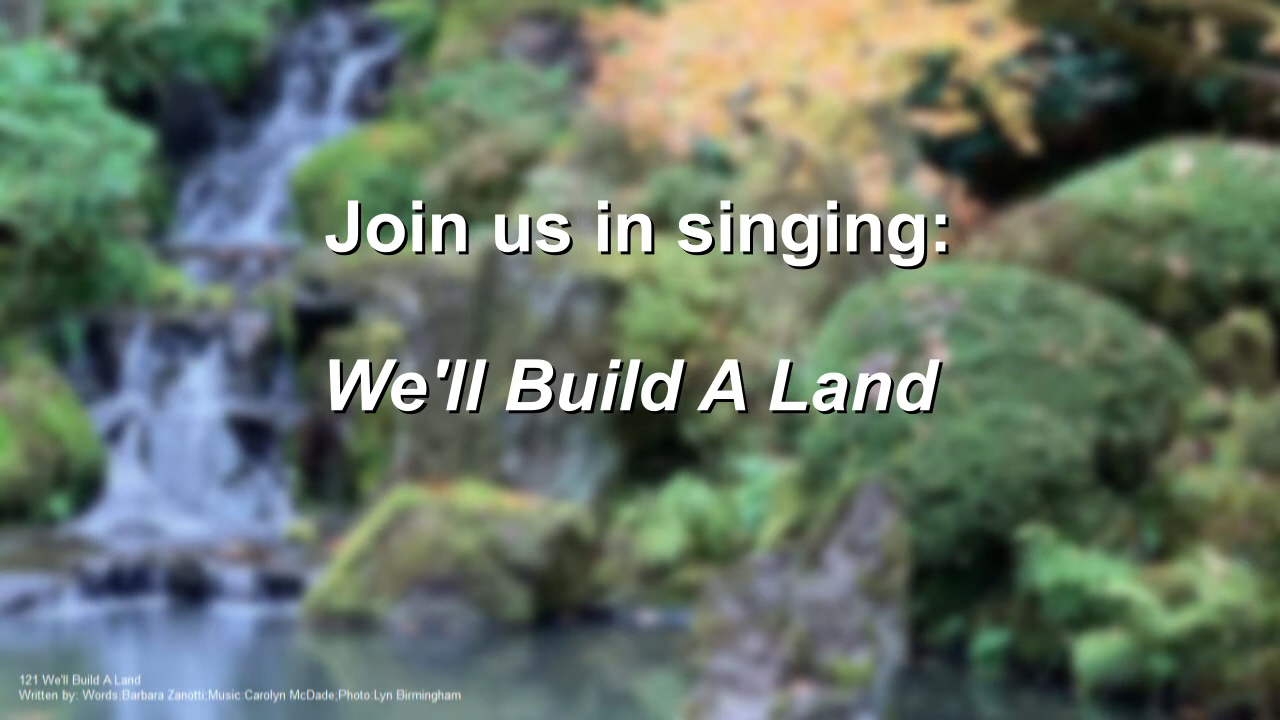 Join us in singing:
We'll Build A Land
121 We'll Build A Land
Written by: Words:Barbara Zanotti;Music:Carolyn McDade,Photo:Lyn Birmingham